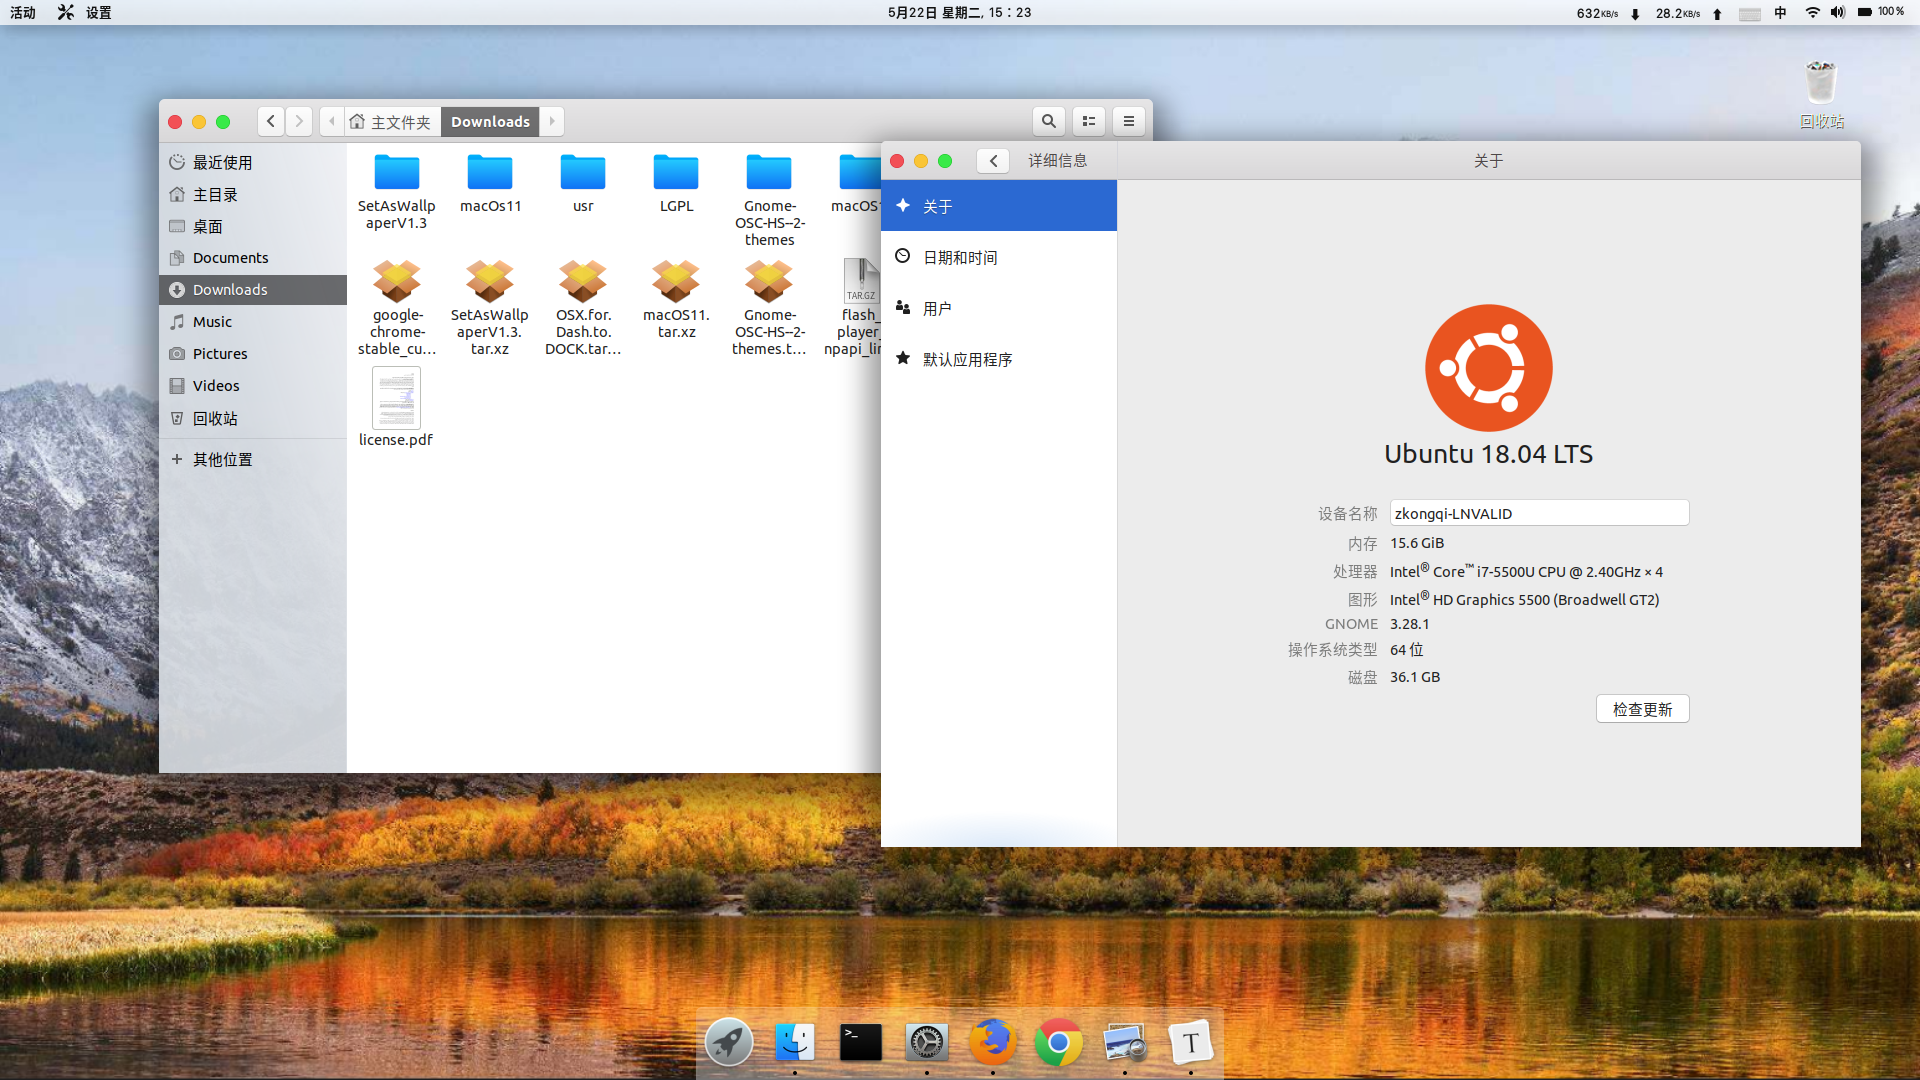 活动 设置 5月22日 星期二, 15：23 632KB/s 28.2KB/s 中 100%
回收站
主文件夹 Downloads
最近使用
主目录
桌面
Documents
Downloads
Music
Pictures
Videos
回收站
其他位置
SetAsWallp
aperV1.3
macOs11
usr
LGPL
Gnome-
OSC-HS--2-
themes
macOS
google-
chrome-
stable_cu...
SetAsWallp
aperV1.3.
tar.xz
OSX.for.
Dash.to.
DOCK.tar...
macOS11.
tar.xz
Gnome-
OSC-HS--2-
themes.t...
TAR.GZ
flash_
player_
npapi_li
license.pdf
详细信息 关于
关于
日期和时间
用户
默认应用程序
Ubuntu 18.04 LTS
设备名称 zkongqi-LNVALID
内存 15.6 GiB
处理器 Intel® Core™ i7-5500U CPU @ 2.40GHz × 4
图形 Intel® HD Graphics 5500 (Broadwell GT2)
GNOME 3.28.1
操作系统类型 64 位
磁盘 36.1 GB
检查更新
>_
T